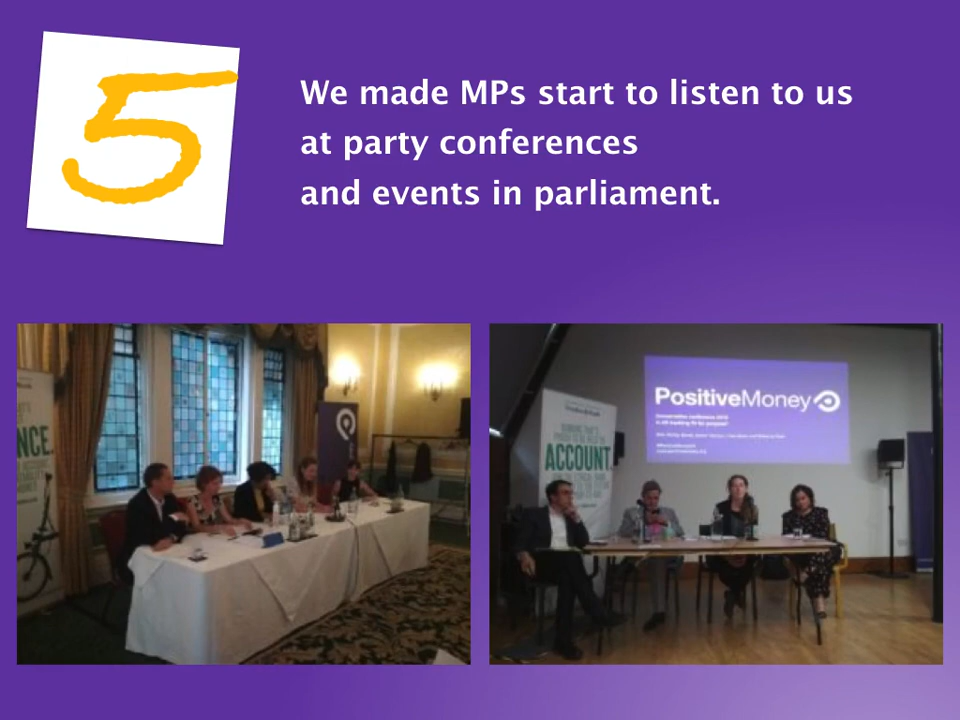 5
We made MPs start to listen to us
at party conferences
and events in parliament.
NCE.
PositiveMoney
ACCOUNT